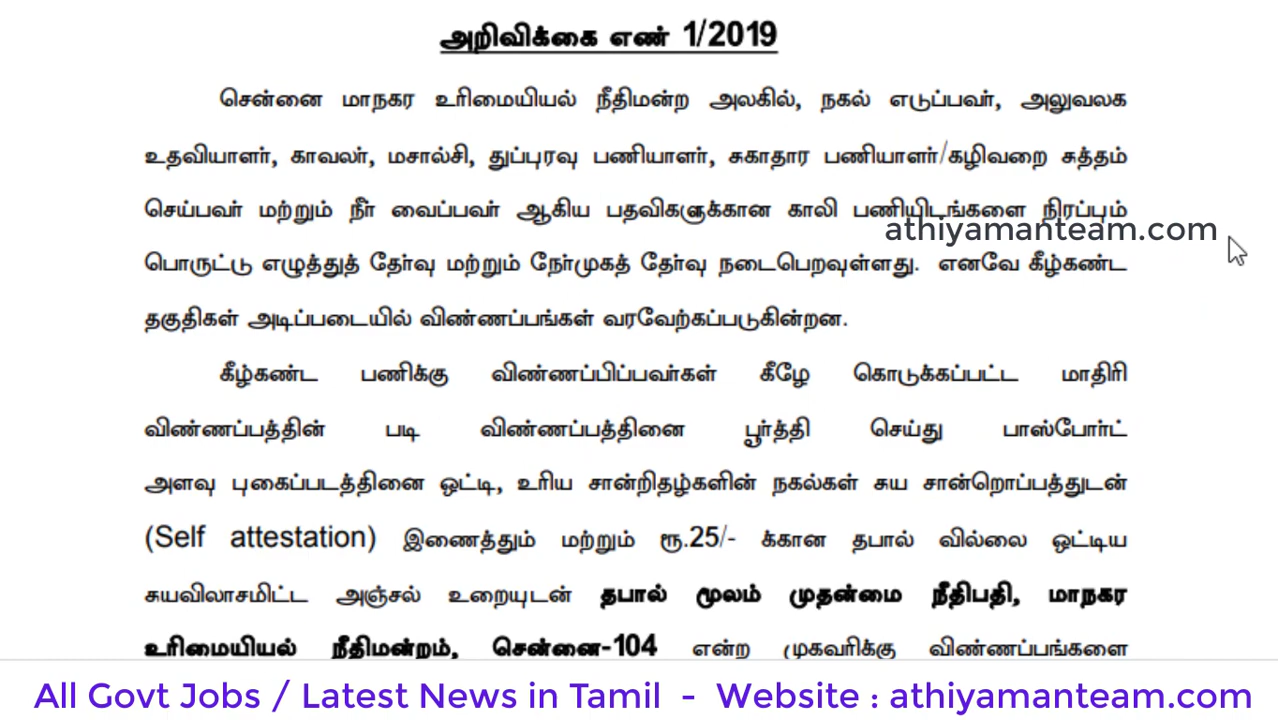 அறிவிக்கை எண் 1/2019
சென்னை மாநகர உரிமையியல் நீதிமன்ற அலகில், நகல் எடுப்பவர், அலுவலக
உதவியாளர், காவலர், மசால்சி, துப்புரவு பணியாளர், சுகாதார பணியாளர்/கழிவறை சுத்தம்
செய்பவர் மற்றும் நீர் வைப்பவர் ஆகிய பதவிகளுக்கான காலி பணியிடங்களை நிரப்பும்
athiyamanteam.com
பொருட்டு எழுத்துத் தேர்வு மற்றும் நேர்முகத் தேர்வு நடைபெறவுள்ளது. எனவே கீழ்கண்ட
தகுதிகள் அடிப்படையில் விண்ணப்பங்கள் வரவேற்கப்படுகின்றன.
கீழ்கண்ட பணிக்கு விண்ணப்பிப்பவர்கள் கீழே கொடுக்கப்பட்ட மாதிரி
விண்ணப்பத்தின் படி விண்ணப்பத்தினை பூர்த்தி செய்து பாஸ்போர்ட்
அளவு புகைப்படத்தினை ஒட்டி, உரிய சான்றிதழ்களின் நகல்கள் சுய சான்றொப்பத்துடன்
(Self attestation) இணைத்தும் மற்றும் ரூ.25/- க்கான தபால் வில்லை ஒட்டிய
சுயவிலாசமிட்ட அஞ்சல் உறையுடன் தபால் மூலம் முதன்மை நீதிபதி, மாநகர
உரிமையியல் நீதிமன்றம், சென்னை-104 என்ற முகவரிக்கு விண்ணப்பங்களை
All Govt Jobs / Latest News in Tamil - Website : athiyamanteam.com